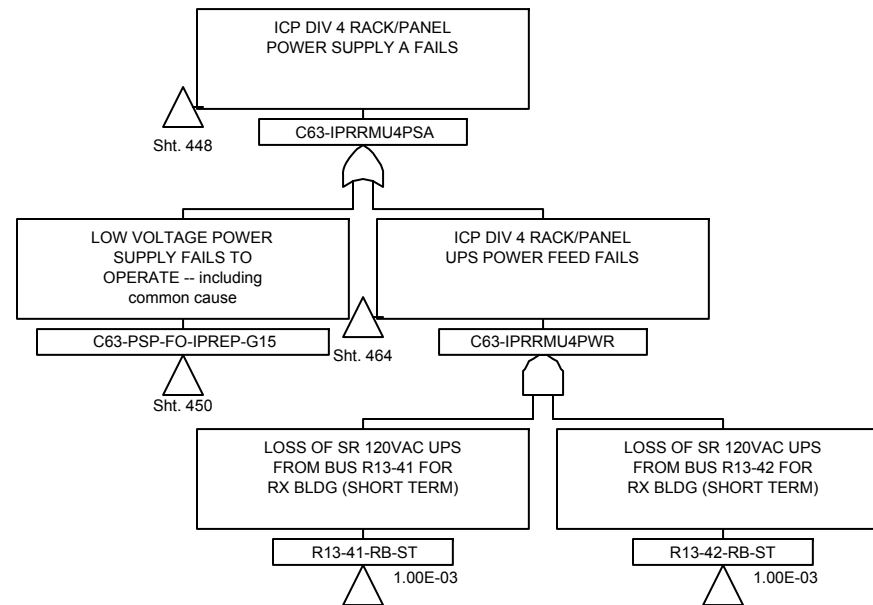 ICP DIV 4 RACK/PANEL
POWER SUPPLY A FAILS
Sht. 448
C63-IPRRMU4PSA
LOW VOLTAGE POWER
SUPPLY FAILS TO
OPERATE -- including
common cause
C63-PSP-FO-IPREP-G15
Sht. 450
ICP DIV 4 RACK/PANEL
UPS POWER FEED FAILS
Sht. 464
C63-IPRRMU4PWR
LOSS OF SR 120VAC UPS
FROM BUS R13-41 FOR
RX BLDG (SHORT TERM)
R13-41-RB-ST
1.00E-03
LOSS OF SR 120VAC UPS
FROM BUS R13-42 FOR
RX BLDG (SHORT TERM)
R13-42-RB-ST
1.00E-03